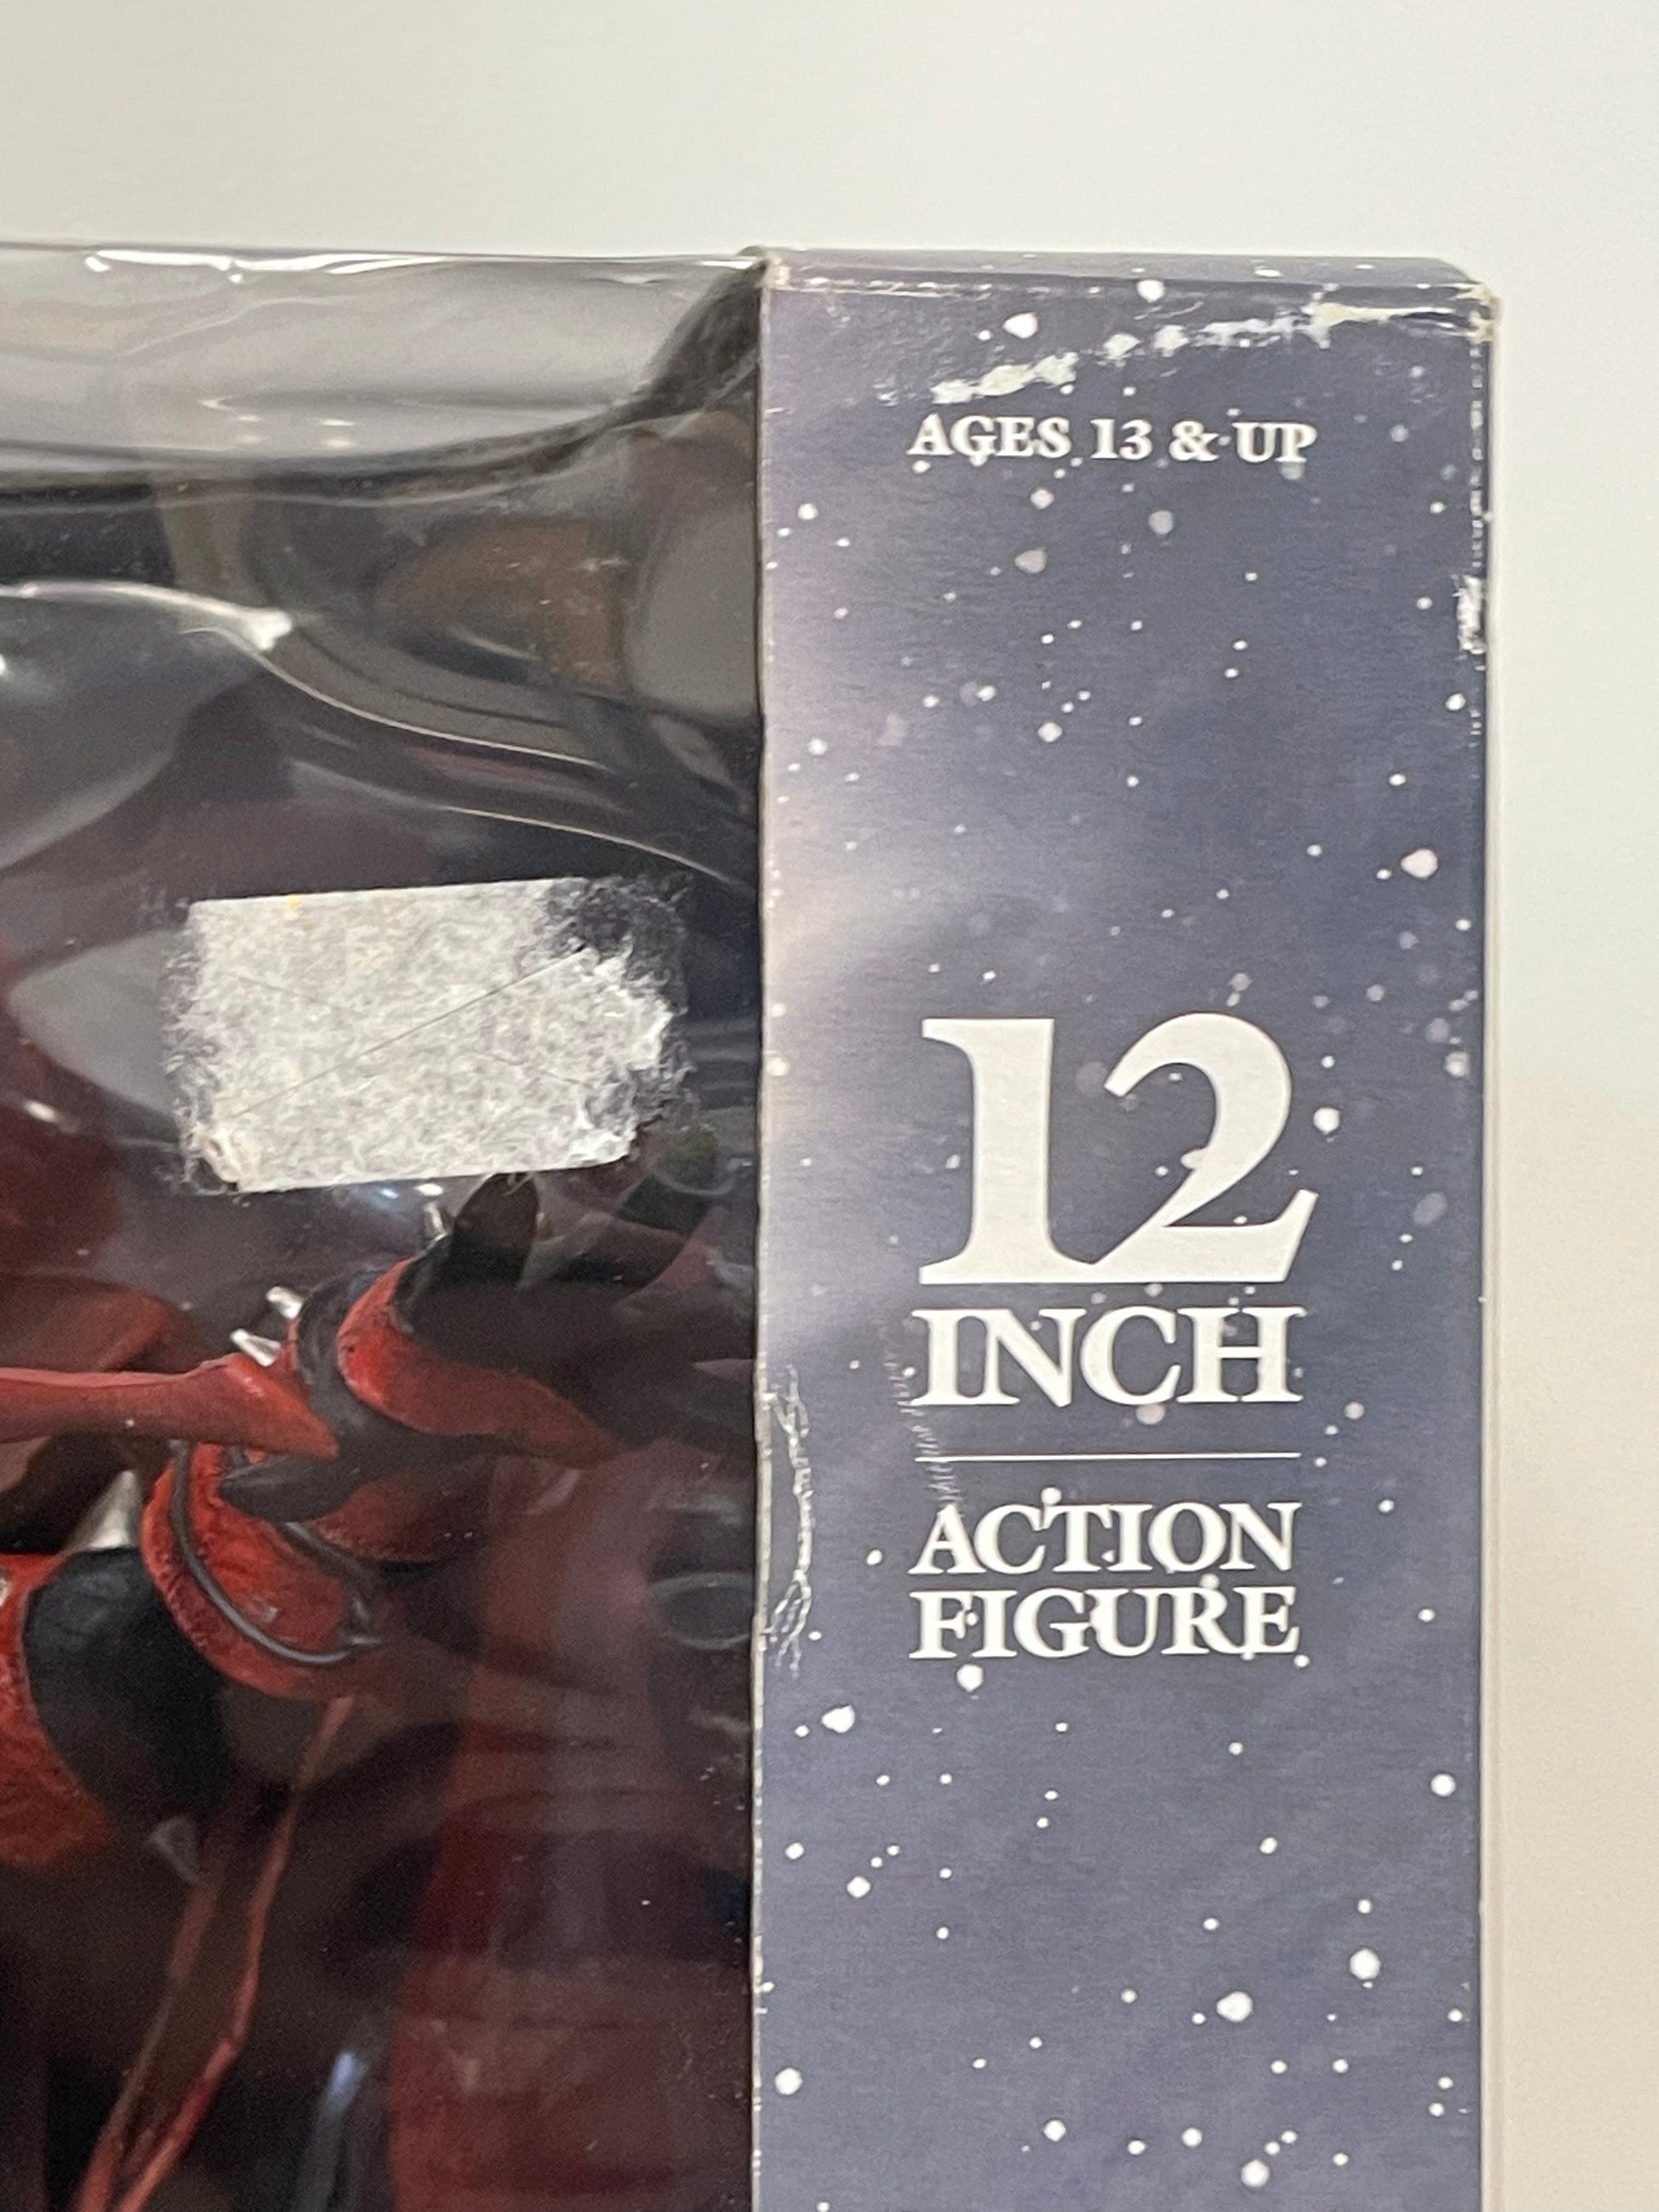 AGES 13 & UP
12
INCH
ACTION
FIGURE